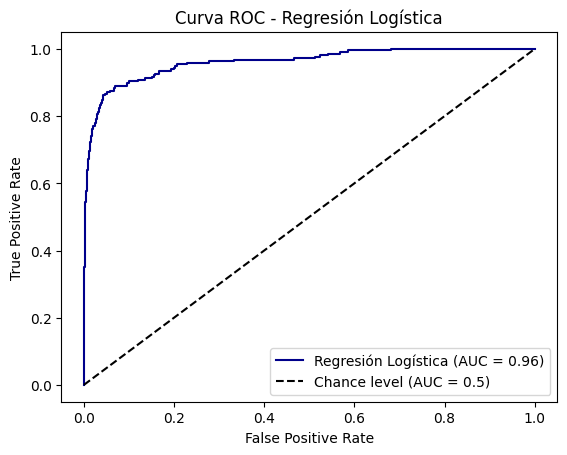 Curva ROC - Regresión Logística
True Positive Rate
1.0
0.8
0.6
0.4
0.2
0.0
Regresión Logística (AUC = 0.96)
Chance level (AUC = 0.5)
0.0 0.2 0.4 0.6 0.8 1.0
False Positive Rate